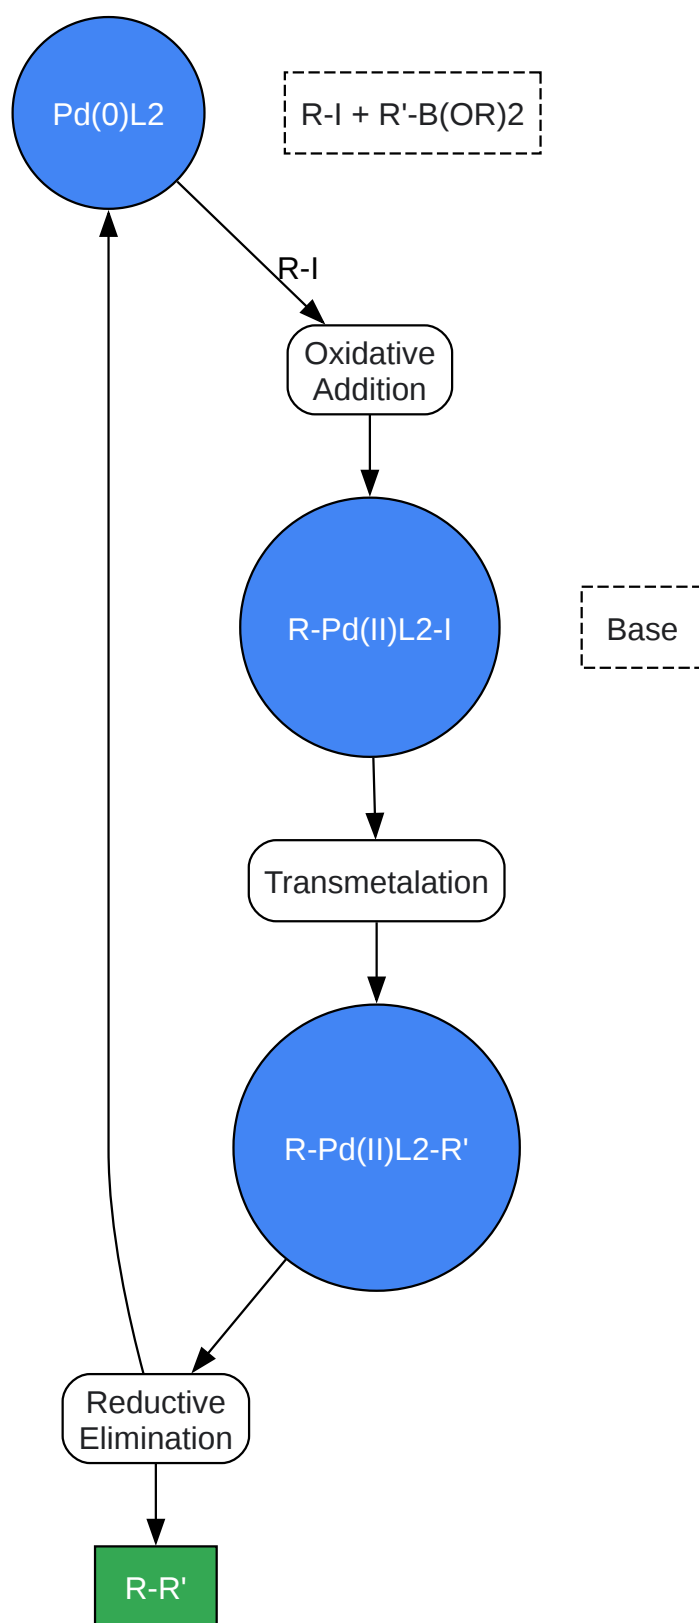 Pd(0)L2
R-I + R'-B(OR)2
R-I
Oxidative
Addition
R-Pd(II)L2-I
Base
Transmetalation
R-Pd(II)L2-R'
Reductive
Elimination
R-R'